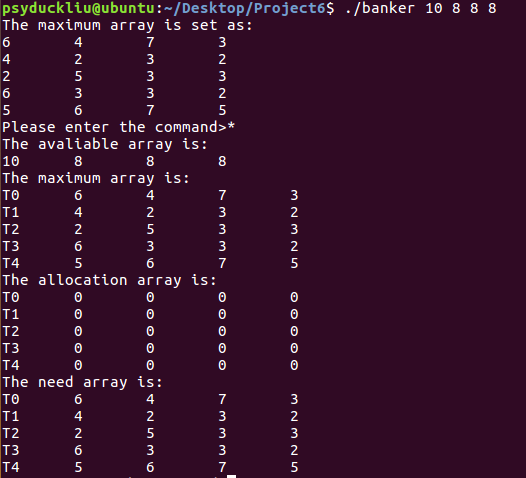 psyduckliu@ubuntu:~/Desktop/Project6$ ./banker 10 8 8 8
The maximum array is set as:
6 4 7 3
4 2 3 2
2 5 3 3
6 3 3 2
5 6 7 5
Please enter the command>*
The avaliable array is:
10 8 8 8
The maximum array is:
T0 6 4 7 3
T1 4 2 3 2
T2 2 5 3 3
T3 6 3 3 2
T4 5 6 7 5
The allocation array is:
T0 0 0 0 0
T1 0 0 0 0
T2 0 0 0 0
T3 0 0 0 0
T4 0 0 0 0
The need array is:
T0 6 4 7 3
T1 4 2 3 2
T2 2 5 3 3
T3 6 3 3 2
T4 5 6 7 5